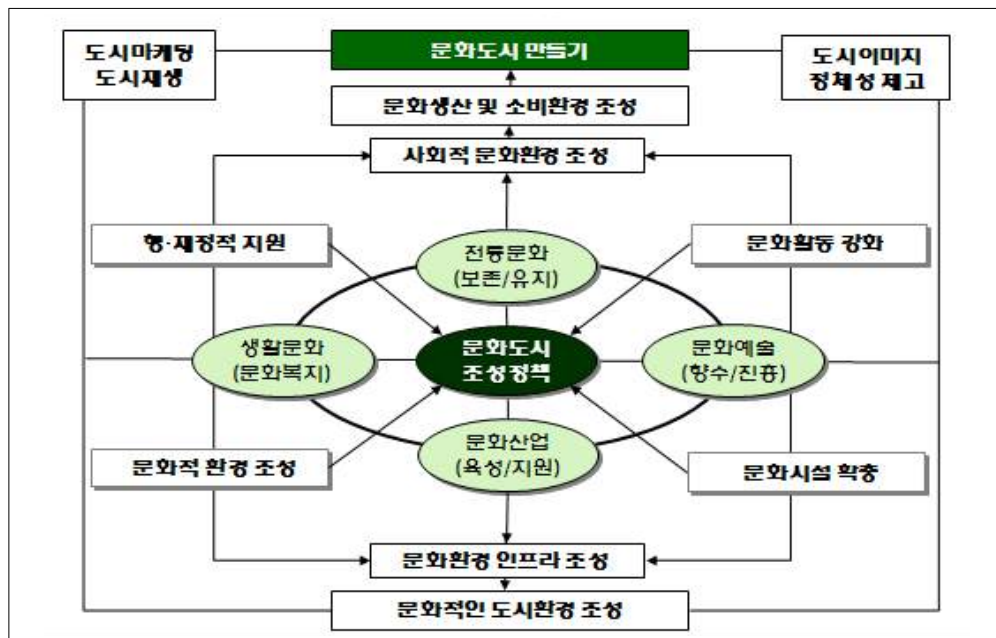 도시마케팅
도시재생
문화도시 만들기
도시이미지
정체성 제고
문화생산 및 소비환경 조성
사회적 문화환경 조성
행·재정적 지원
문화활동 강화
전통문화
(보존/유지)
생활문화
(문화복지)
문화도시
조성정책
문화예술
(향수/진흥)
문화산업
(육성/지원)
문화적 환경 조성
문화시설 확충
문화환경 인프라 조성
문화적인 도시환경 조성